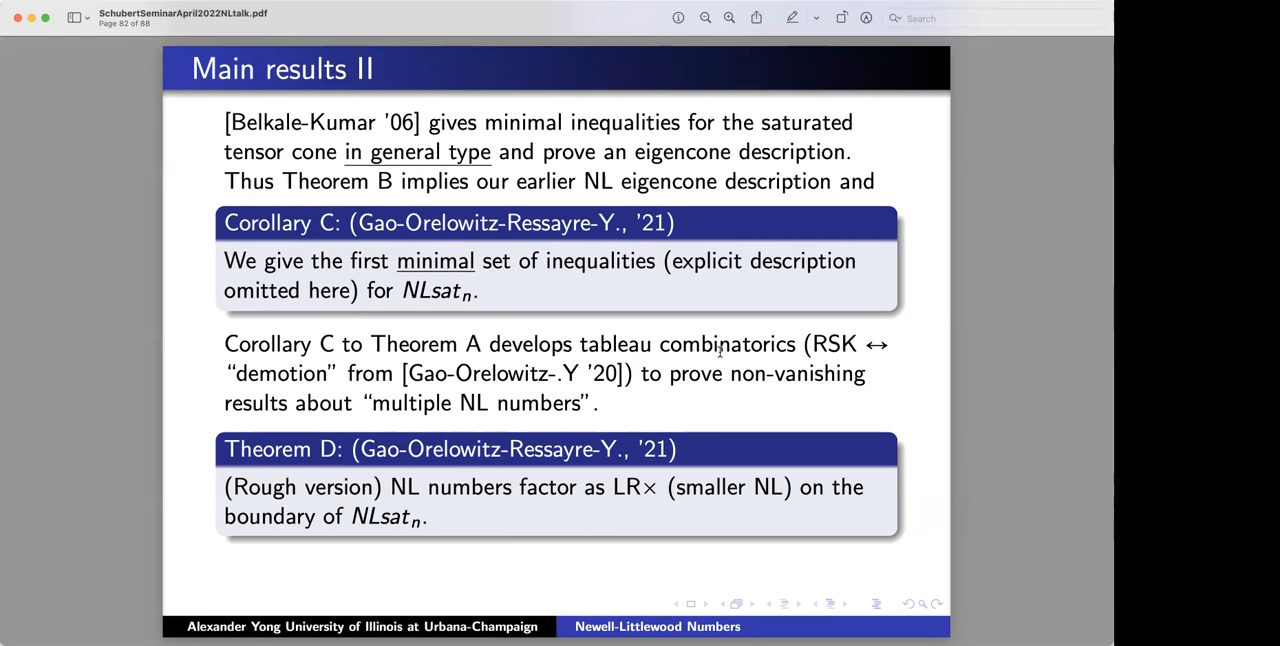 SchubertSeminarApril2022NLtalk.pdf
Page 82 of 88
Search
Main results II
[Belkale-Kumar '06] gives minimal inequalities for the saturated
tensor cone in general type and prove an eigencone description.
Thus Theorem B implies our earlier NL eigencone description and
Corollary C: (Gao-Orelowitz-Ressayre-Y., '21)
We give the first minimal set of inequalities (explicit description
omitted here) for NLsatₙ.
Corollary C to Theorem A develops tableau combinatorics (RSK ↔
“demotion” from [Gao-Orelowitz-.Y '20]) to prove non-vanishing
results about “multiple NL numbers”.
Theorem D: (Gao-Orelowitz-Ressayre-Y., '21)
(Rough version) NL numbers factor as LR× (smaller NL) on the
boundary of NLsatₙ.
Alexander Yong University of Illinois at Urbana-Champaign
Newell-Littlewood Numbers